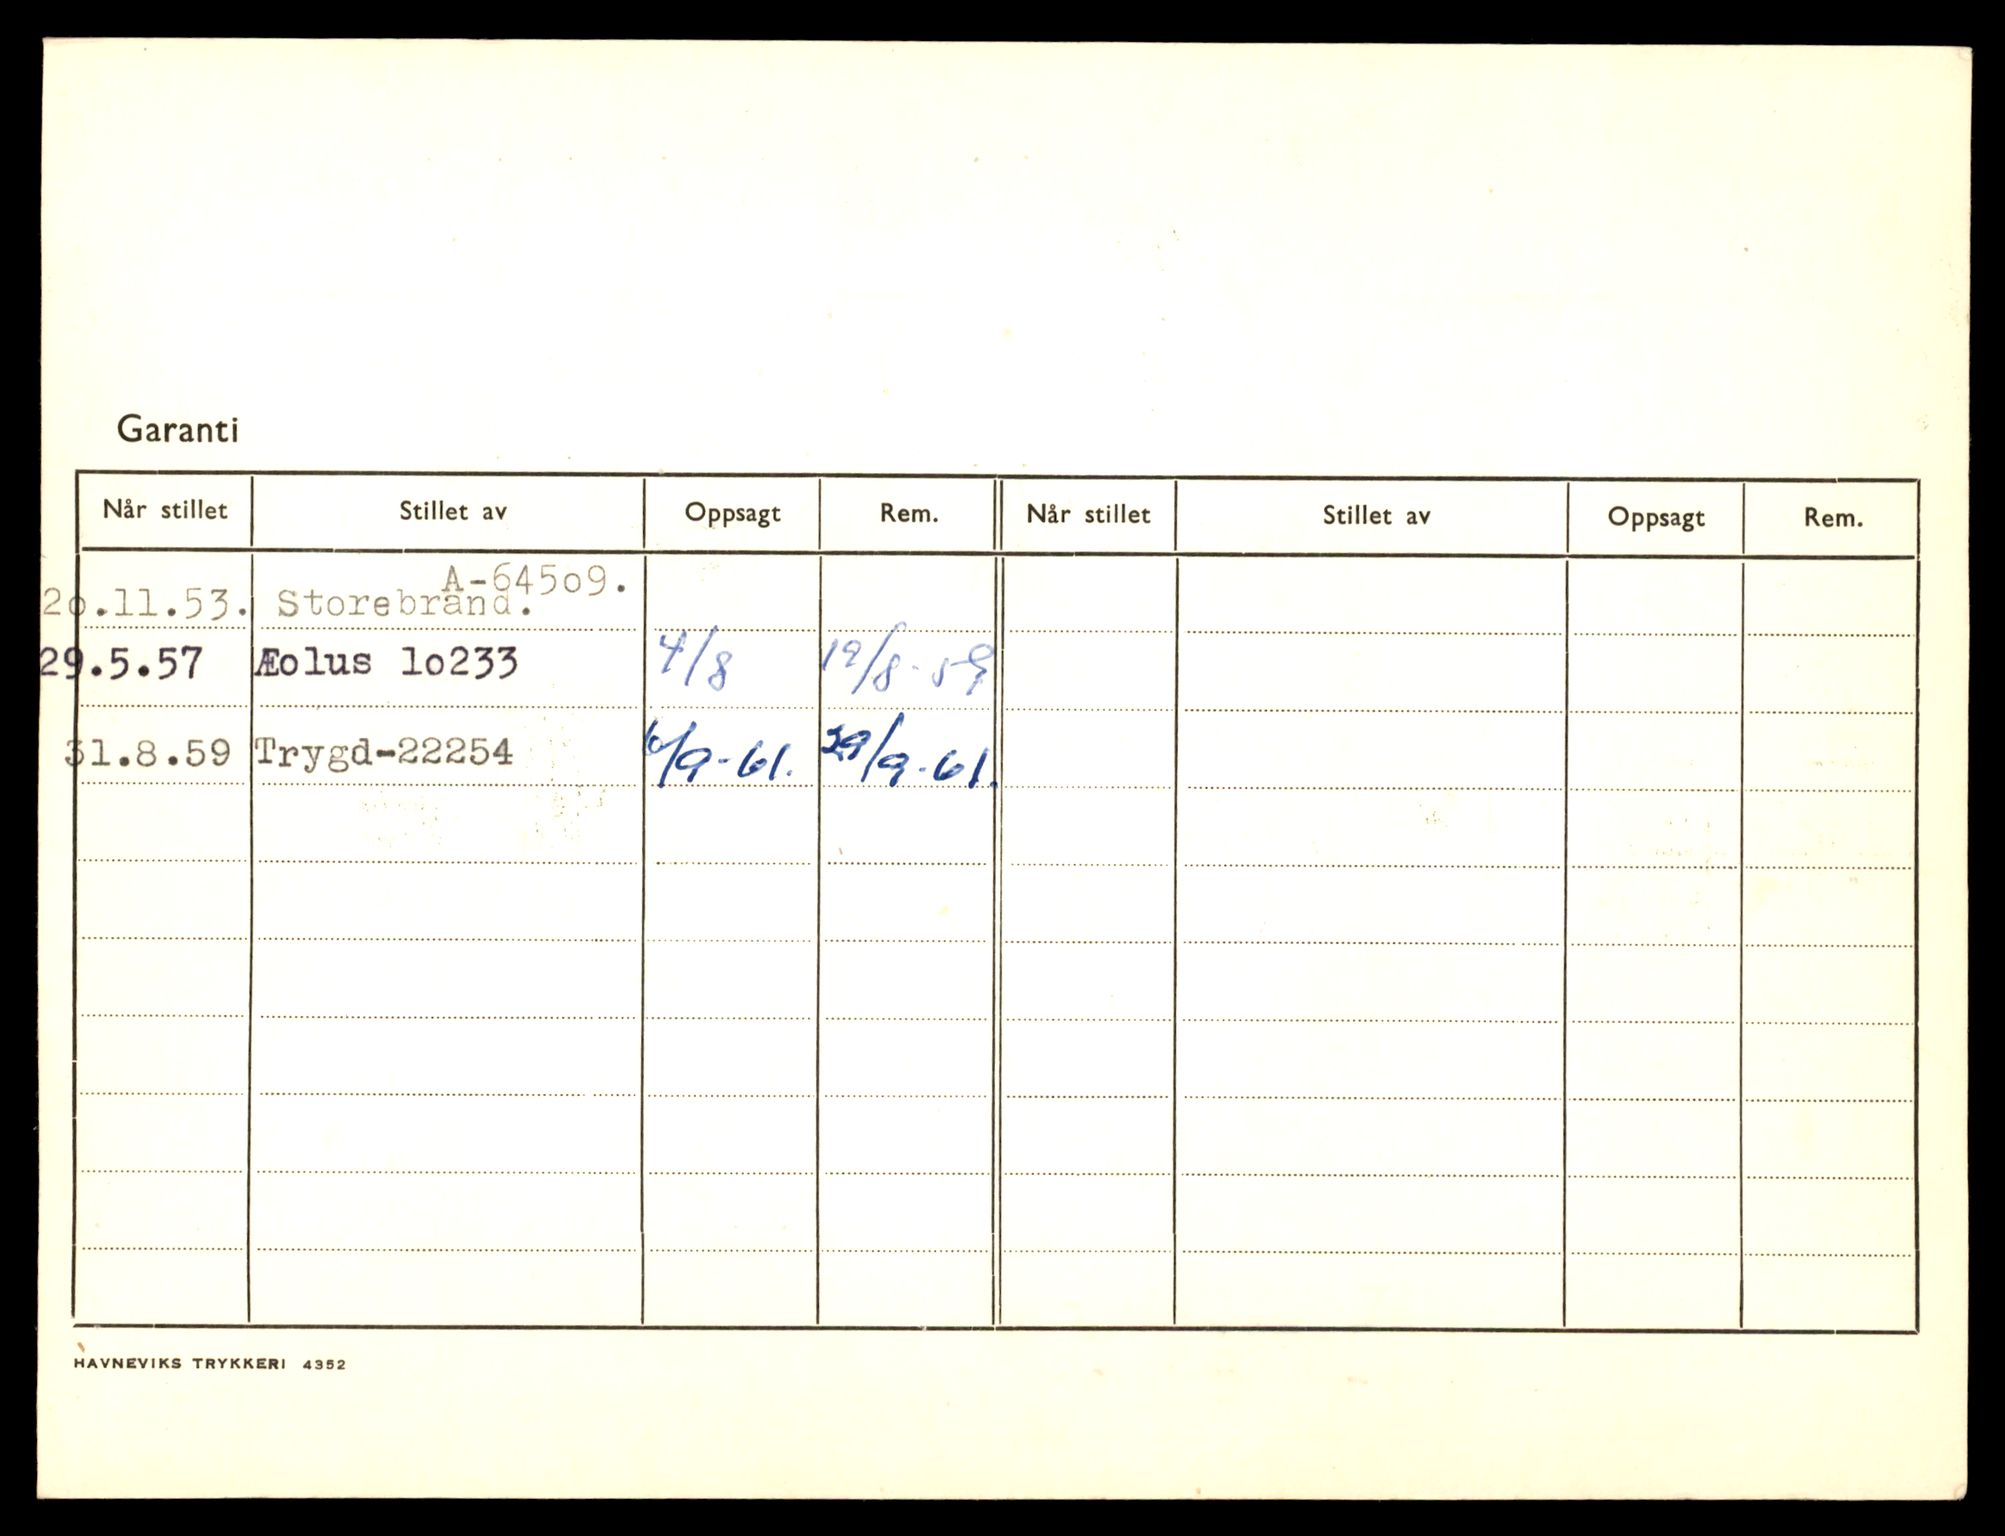 Garanti
Når stillet Stillet av Oppsagt Rem. Når stillet Stillet av Oppsagt Rem.
A-645o9.
2o.11.53. Storebrand.
29.5.57 Æolus 1o233 4/8 19/8-59
31.8.59 Trygd-22254 6/9-61. 29/9-61.
HAVNEVIKS TRYKKERI 4352